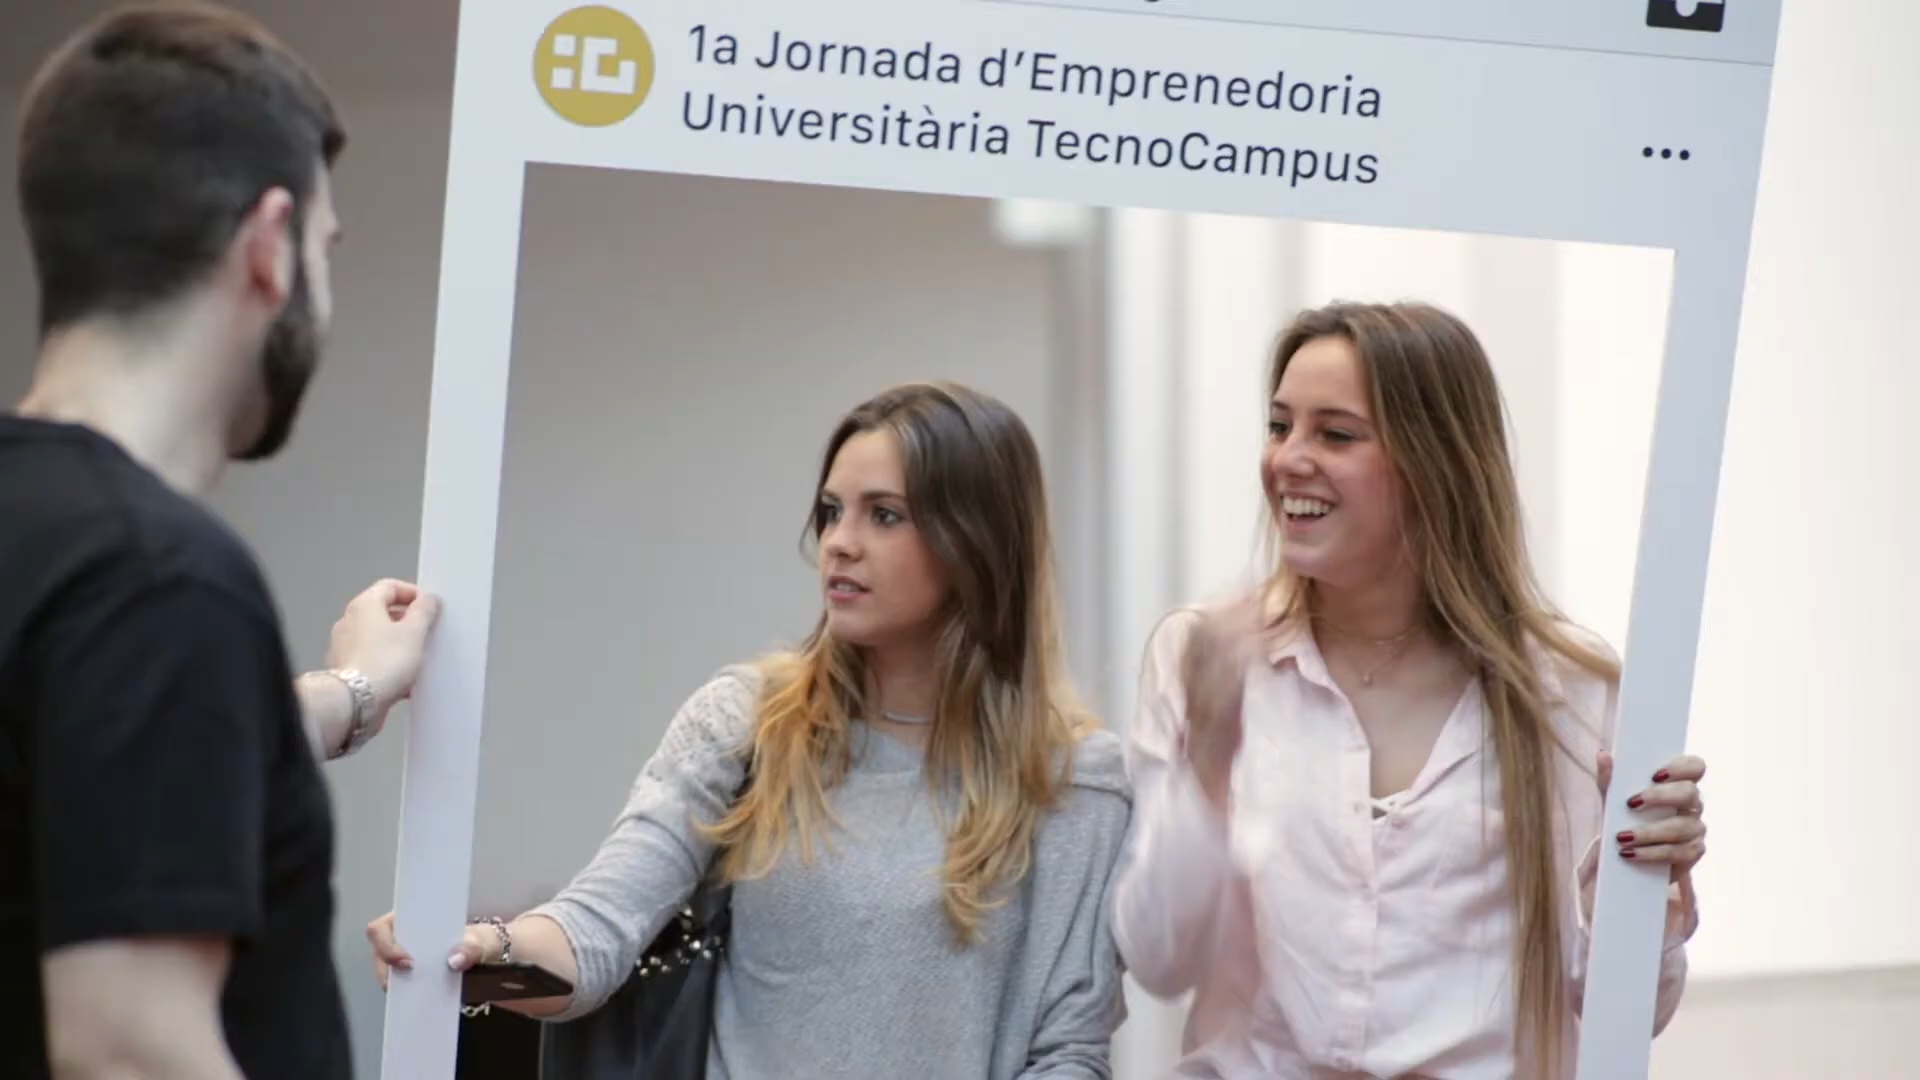 1a Jornada d’Emprenedoria
Universitària TecnoCampus